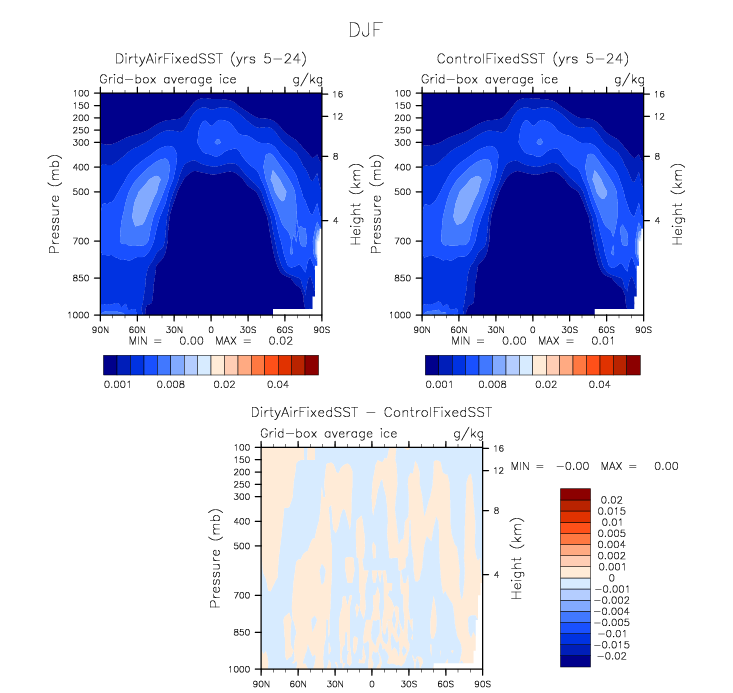 DJF
DirtyAirFixedSST (yrs 5-24)
Grid-box average ice g/kg
100
150
200
250
300
400
500
700
850
1000
Pressure (mb)
16
12
8
4
Height (km)
90N 60N 30N 0 30S 60S 90S
MIN = 0.00 MAX = 0.02
0.001 0.008 0.02 0.04
ControlFixedSST (yrs 5-24)
Grid-box average ice g/kg
100
150
200
250
300
400
500
700
850
1000
Pressure (mb)
16
12
8
4
Height (km)
90N 60N 30N 0 30S 60S 90S
MIN = 0.00 MAX = 0.01
0.001 0.008 0.02 0.04
DirtyAirFixedSST - ControlFixedSST
Grid-box average ice g/kg
100
150
200
250
300
400
500
700
850
1000
Pressure (mb)
16
12
8
4
Height (km)
90N 60N 30N 0 30S 60S 90S
MIN = -0.00 MAX = 0.00
0.02
0.015
0.01
0.005
0.004
0.002
0.001
0
-0.001
-0.002
-0.004
-0.005
-0.01
-0.015
-0.02